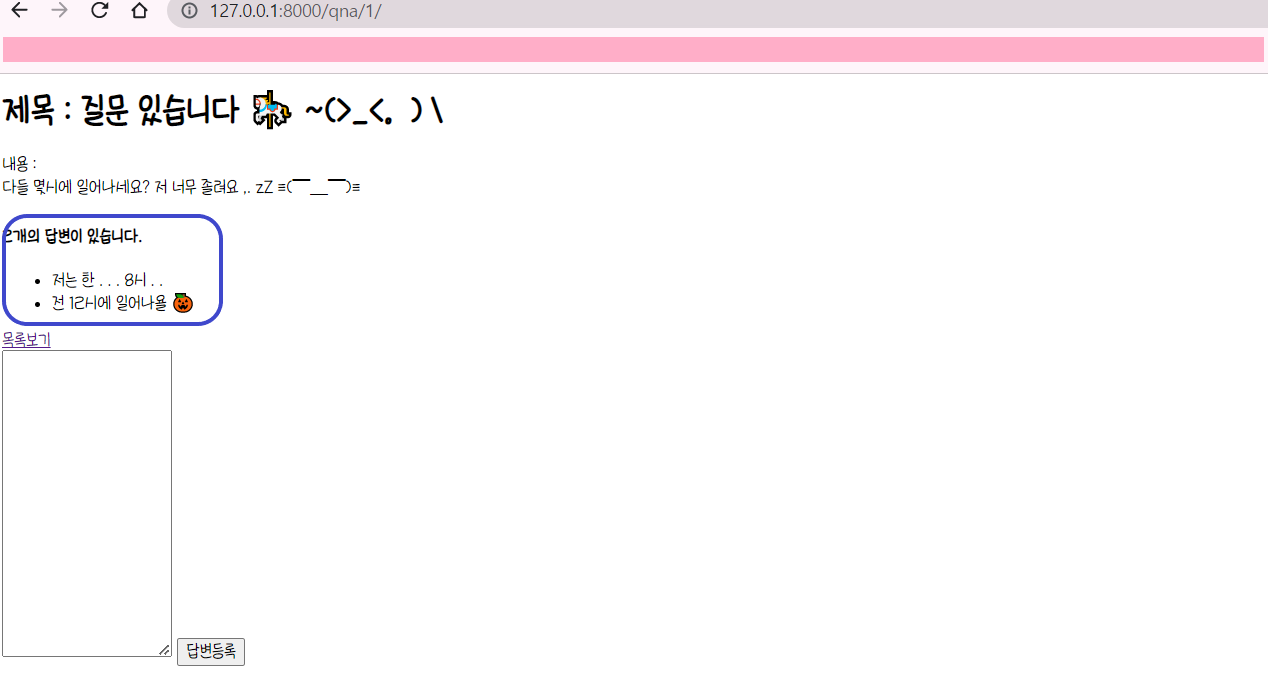 127.0.0.1:8000/qna/1/
제목 : 질문 있습니다 🎠 ~(>_<。)\
내용 :
다들 몇시에 일어나세요? 저 너무 졸려요 ,. zZ ≡(▔﹏▔)≡
2개의 답변이 있습니다.
• 저는 한 . . . 8시 . .
• 전 12시에 일어나욜 🎃
목록보기
답변등록